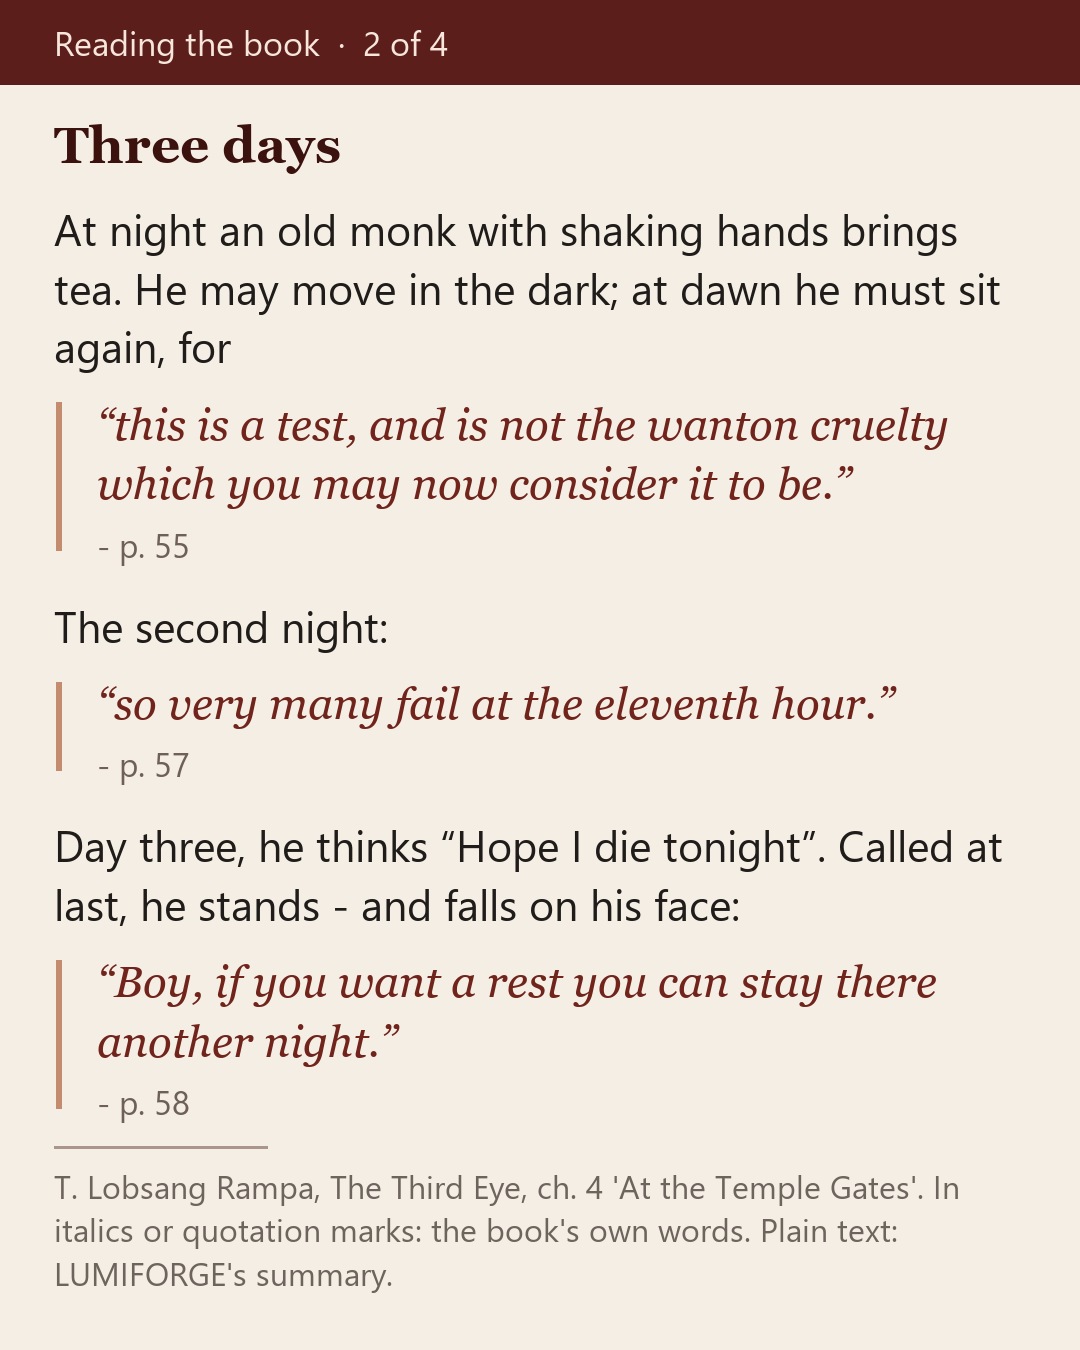 Reading the book · 2 of 4
Three days
At night an old monk with shaking hands brings
tea. He may move in the dark; at dawn he must sit
again, for
“this is a test, and is not the wanton cruelty
which you may now consider it to be.”
- p. 55
The second night:
“so very many fail at the eleventh hour.”
- p. 57
Day three, he thinks “Hope I die tonight”. Called at
last, he stands - and falls on his face:
“Boy, if you want a rest you can stay there
another night.”
- p. 58
T. Lobsang Rampa, The Third Eye, ch. 4 'At the Temple Gates'. In
italics or quotation marks: the book's own words. Plain text:
LUMIFORGE's summary.